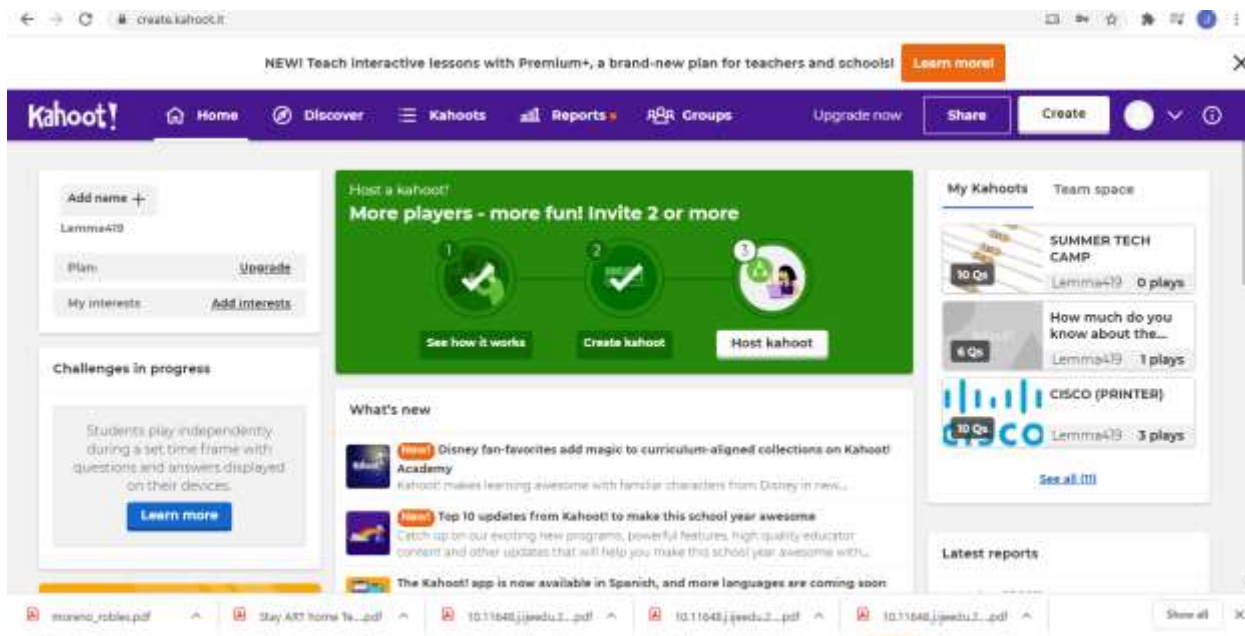 create.kahoot.it
NEW! Teach interactive lessons with Premium+, a brand-new plan for teachers and schools!
Learn more!
Kahoot!
Home
Discover
Kahoots
Reports
Groups
Upgrade now
Share
Create
Add name +
Lemma419
Plan:
Upgrade
My interests
Add interests
Challenges in progress
Students play independently
during a set time frame with
questions and answers displayed
on their devices.
Learn more
Host a kahoot!
More players - more fun! Invite 2 or more
1
2
3
See how it works
Create kahoot
Host kahoot
What's new
New! Disney fan-favorites add magic to curriculum-aligned collections on Kahoot!
Academy
Kahoot! makes learning awesome with familiar characters from Disney in new...
New! Top 10 updates from Kahoot! to make this school year awesome
Catch up on our exciting new programs, powerful features, high quality educator
content and other updates that will help you make this school year awesome with...
The Kahoot! app is now available in Spanish, and more languages are coming soon
My Kahoots
Team space
10 Qs
SUMMER TECH
CAMP
Lemma419 0 plays
6 Qs
How much do you
know about the...
Lemma419 1 plays
CISCO
10 Qs
CISCO (PRINTER)
Lemma419 3 plays
See all (11)
Latest reports
moreno_robles.pdf
Stay ART home Te....pdf
Show all